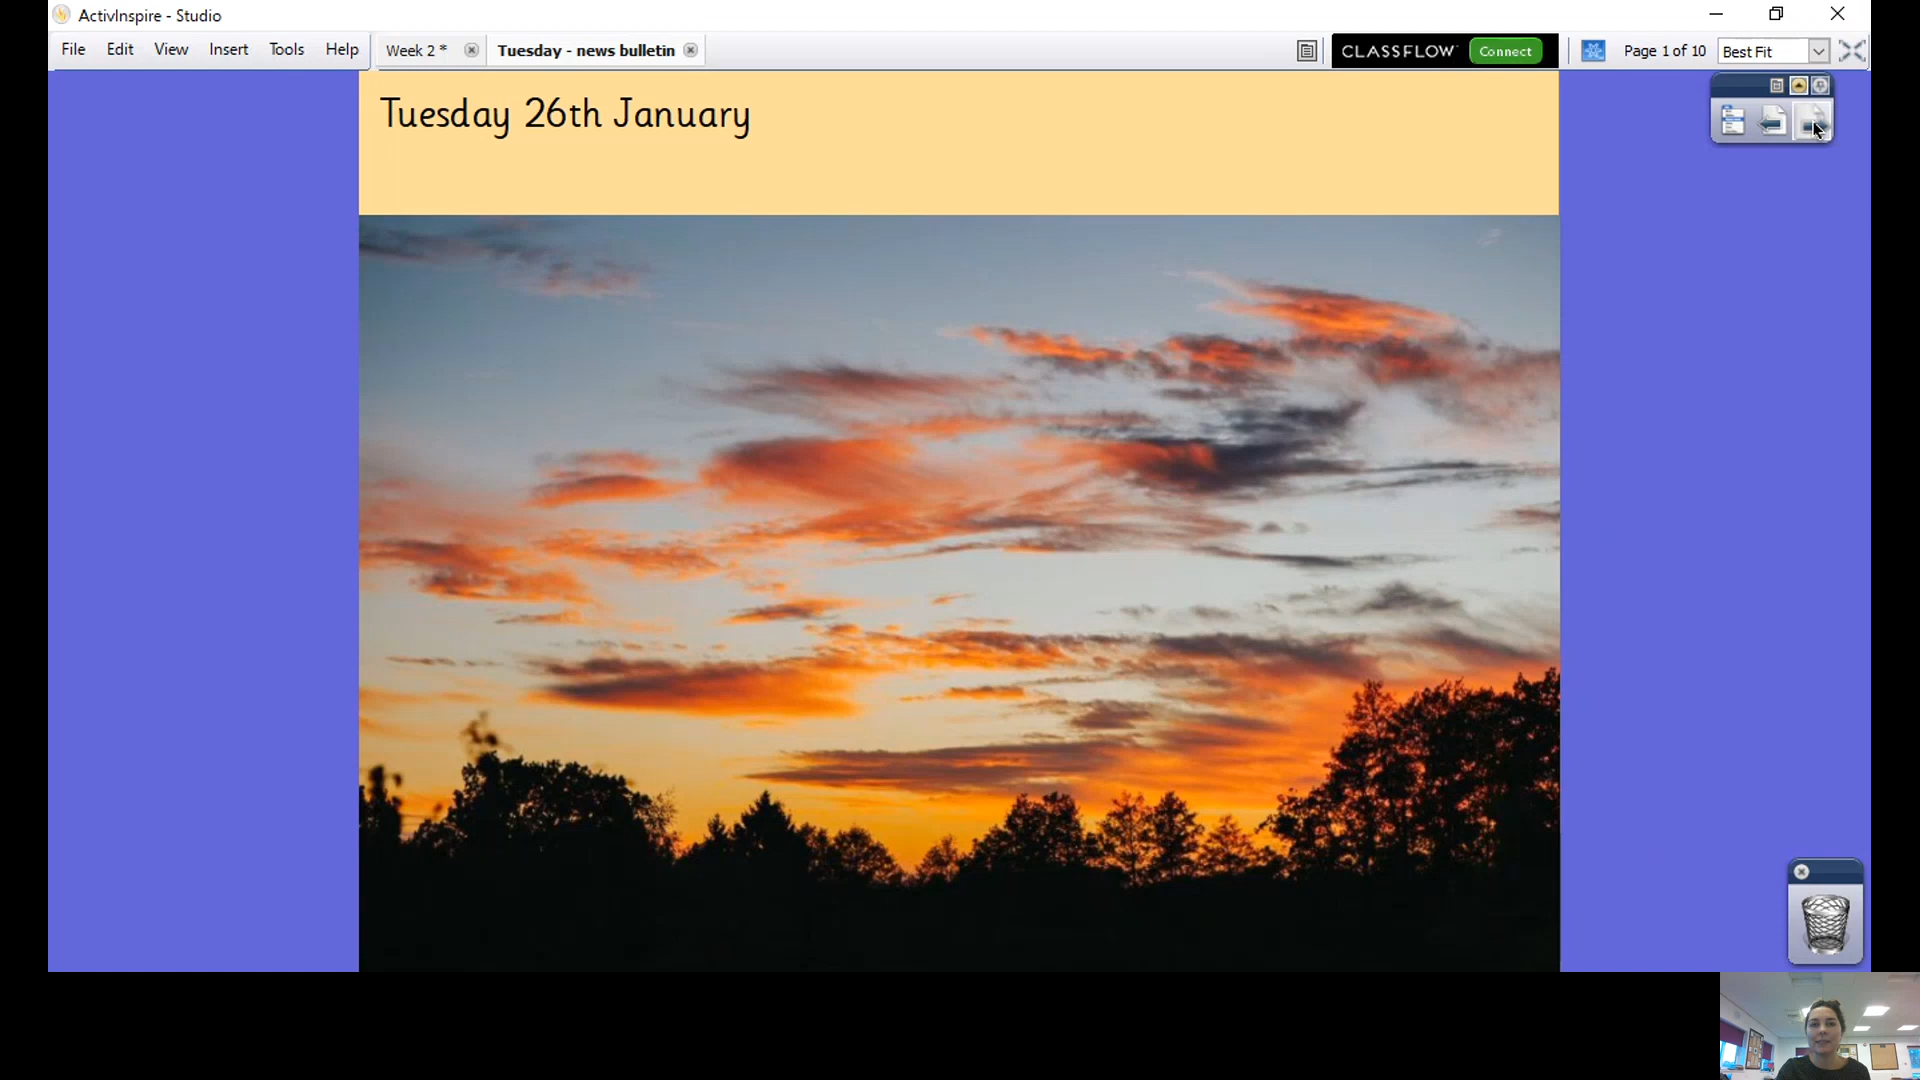 ActivInspire - Studio
File Edit View Insert Tools Help
Week 2 * Tuesday - news bulletin
CLASSFLOW Connect
Page 1 of 10 Best Fit
Tuesday 26th January